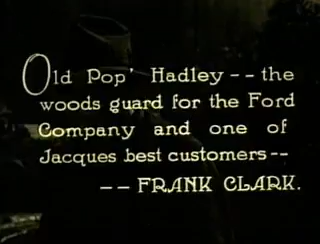 Old Pop' Hadley -- the
woods guard for the Ford
Company and one of
Jacques best customers --
-- FRANK CLARK.